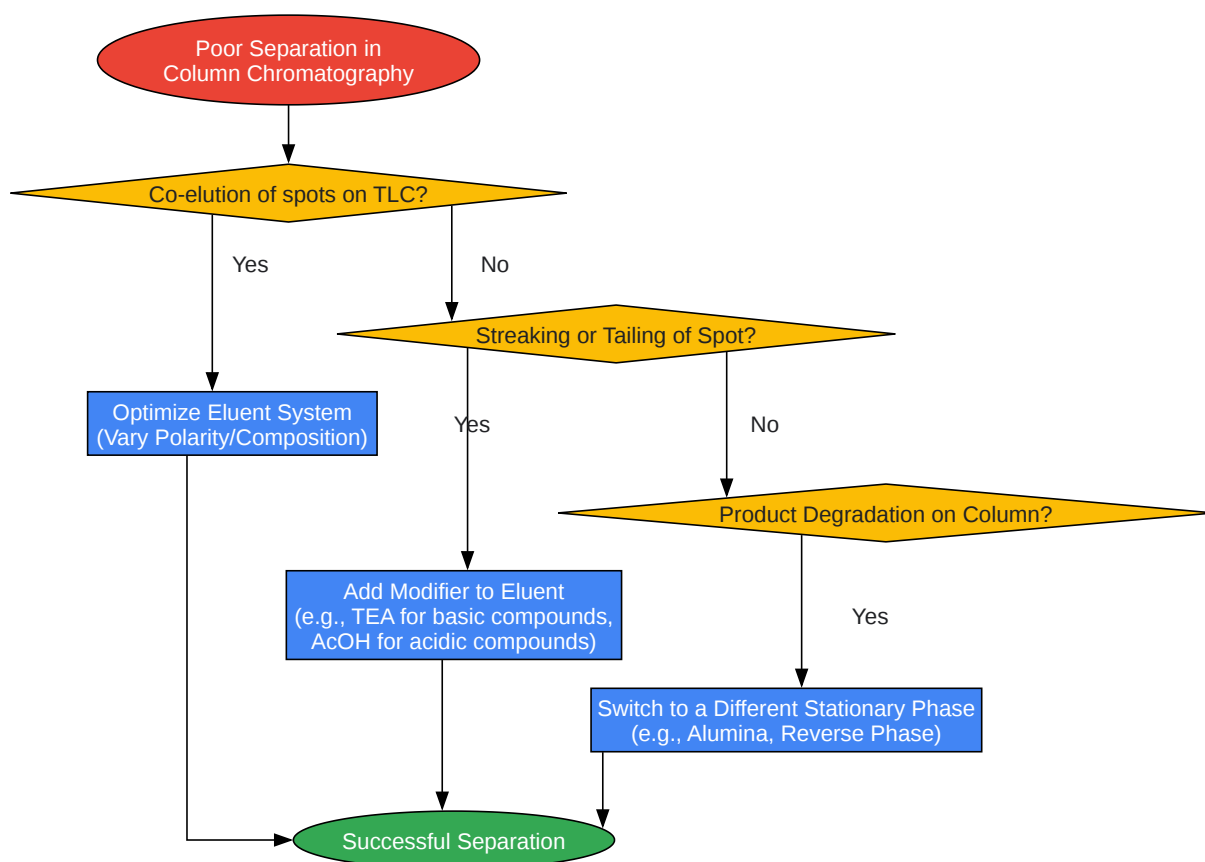 Poor Separation in
Column Chromatography
Co-elution of spots on TLC?
Yes
No
Streaking or Tailing of Spot?
Optimize Eluent System
(Vary Polarity/Composition)
Yes
No
Product Degradation on Column?
Add Modifier to Eluent
(e.g., TEA for basic compounds,
AcOH for acidic compounds)
Yes
Switch to a Different Stationary Phase
(e.g., Alumina, Reverse Phase)
Successful Separation